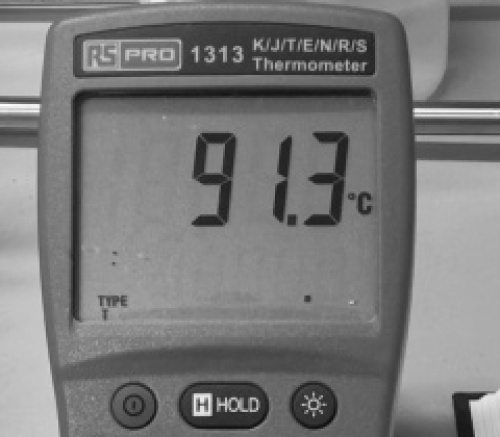 RS PRO 1313 K/J/T/E/N/R/S
Thermometer
91.3 °C
TYPE
T
H HOLD